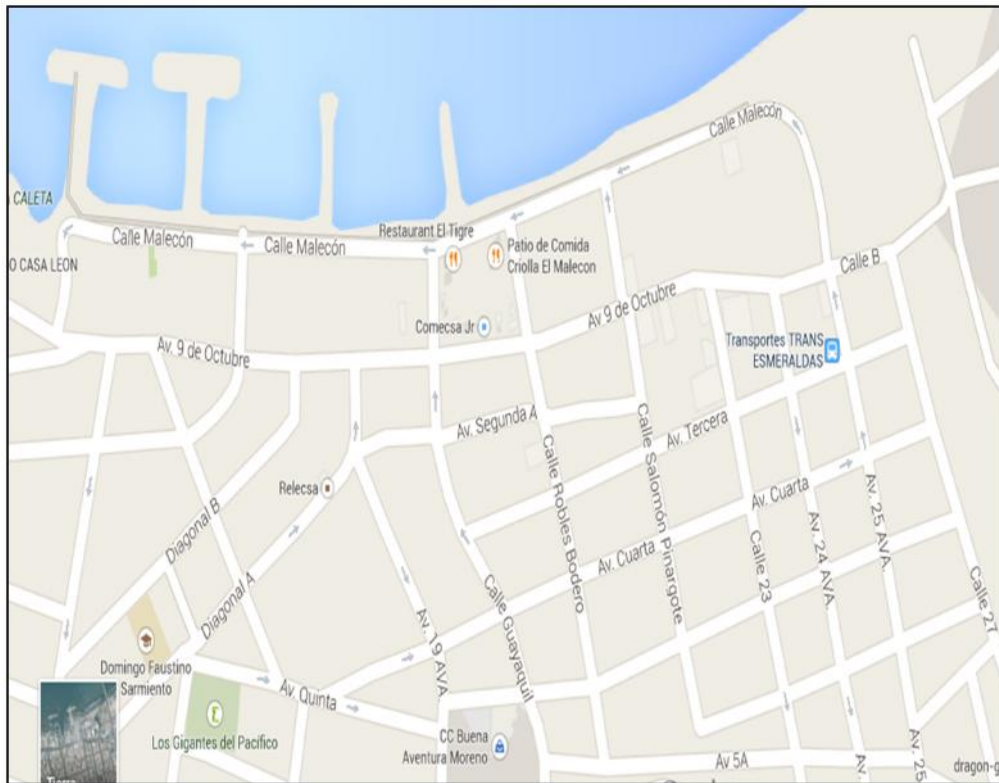 Calle Malecón
A CALETA
Restaurant El Tigre
Calle Malecón
Calle Malecón
Patio de Comida
Criolla El Malecon
O CASA LEON
Calle B
Av 9 de Octubre
Comecsa Jr
Av. 9 de Octubre
Transportes TRANS
ESMERALDAS
Av. Segunda A
Av. Tercera
Calle Robles Bodero
Calle Salomón Pinargote
Relecsa
Av. Cuarta
Diagonal B
Av. Cuarta
Calle 23
Av. 24 AVA.
Av. 25 AVA.
Calle 27
Diagonal A
Av. 19 AVA
Calle Guayaquil
Domingo Faustino
Sarmiento
Av. Quinta
Los Gigantes del Pacifico
CC Buena
Aventura Moreno
Av 5A
Av.
Av. 25
dragon-g
Tierra